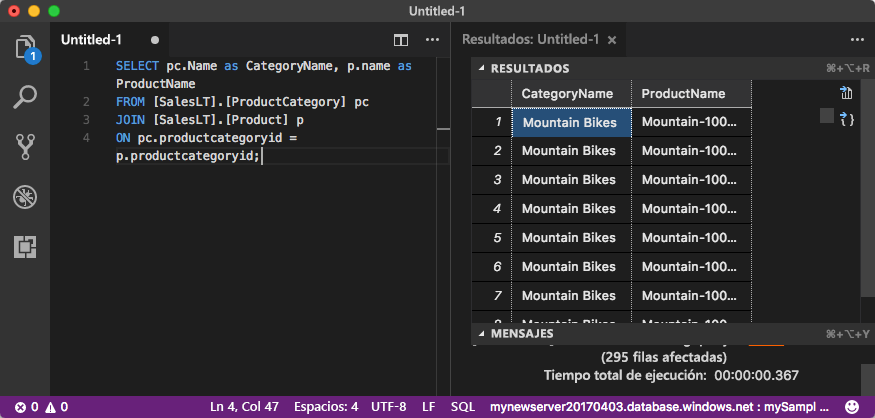 Untitled-1
Untitled-1
Resultados: Untitled-1
1
1 SELECT pc.Name as CategoryName, p.name as
ProductName
2 FROM [SalesLT].[ProductCategory] pc
3 JOIN [SalesLT].[Product] p
4 ON pc.productcategoryid =
p.productcategoryid;
RESULTADOS ⌘+⌥+R
CategoryName ProductName
1 Mountain Bikes Mountain-100...
2 Mountain Bikes Mountain-100...
3 Mountain Bikes Mountain-100...
4 Mountain Bikes Mountain-100...
5 Mountain Bikes Mountain-100...
6 Mountain Bikes Mountain-100...
7 Mountain Bikes Mountain-100...
MENSAJES ⌘+⌥+Y
(295 filas afectadas)
Tiempo total de ejecución: 00:00:00.367
0 0 Ln 4, Col 47 Espacios: 4 UTF-8 LF SQL mynewserver20170403.database.windows.net : mySampl ...